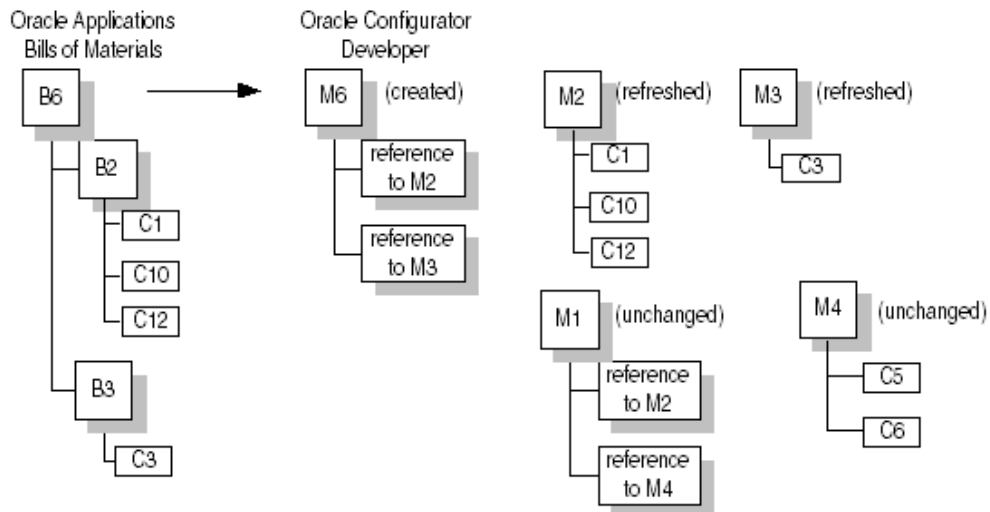 Oracle Applications
Bills of Materials
B6
B2
C1
C10
C12
B3
C3
Oracle Configurator
Developer
M6 (created)
reference
to M2
reference
to M3
M2 (refreshed)
C1
C10
C12
M3 (refreshed)
C3
M1 (unchanged)
reference
to M2
reference
to M4
M4 (unchanged)
C5
C6